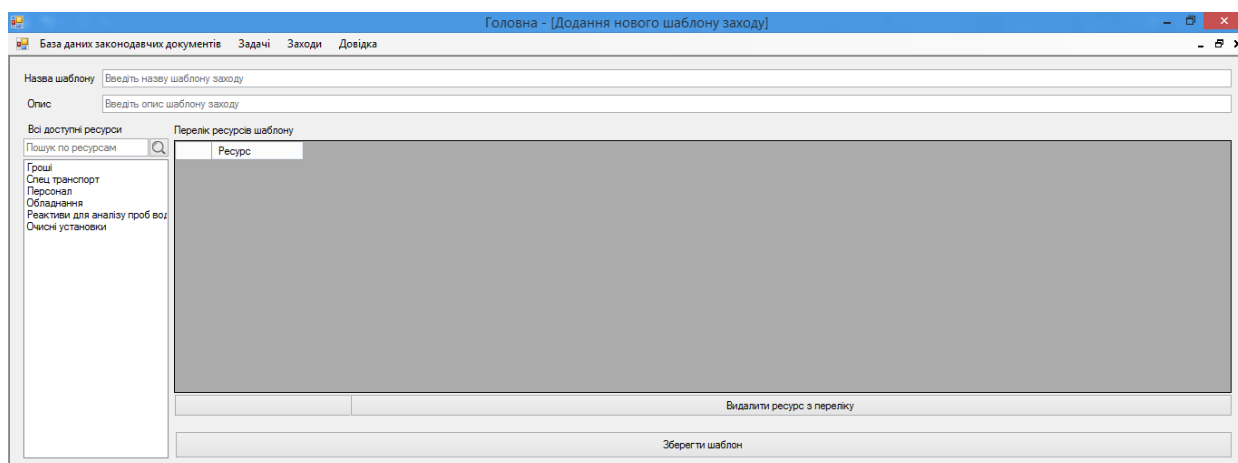 Головна - [Додання нового шаблону заходу]
База даних законодавчих документів Задачі Заходи Довідка
Назва шаблону Введіть назву шаблону заходу
Опис Введіть опис шаблону заходу
Всі доступні ресурси Перелік ресурсів шаблону
Пошук по ресурсам Ресурс
Гроші
Спец транспорт
Персонал
Обладнання
Реактиви для аналізу проб вод
Очисні установки
Видалити ресурс з переліку
Зберегти шаблон